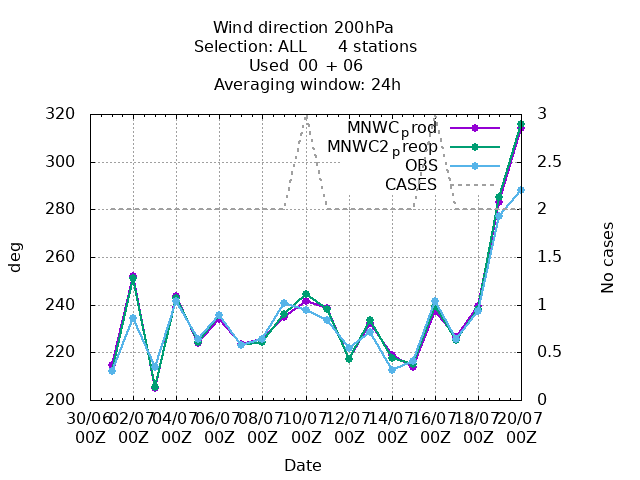 Wind direction 200hPa
Selection: ALL 4 stations
Used 00 + 06
Averaging window: 24h
320 3
MNWCprod
MNWC2preop
300 2.5
OBS
CASES
280 2
deg
260 1.5
No cases
240 1
220 0.5
200 0
30/06 02/07 04/07 06/07 08/07 10/07 12/07 14/07 16/07 18/07 20/07
00Z 00Z 00Z 00Z 00Z 00Z 00Z 00Z 00Z 00Z 00Z
Date